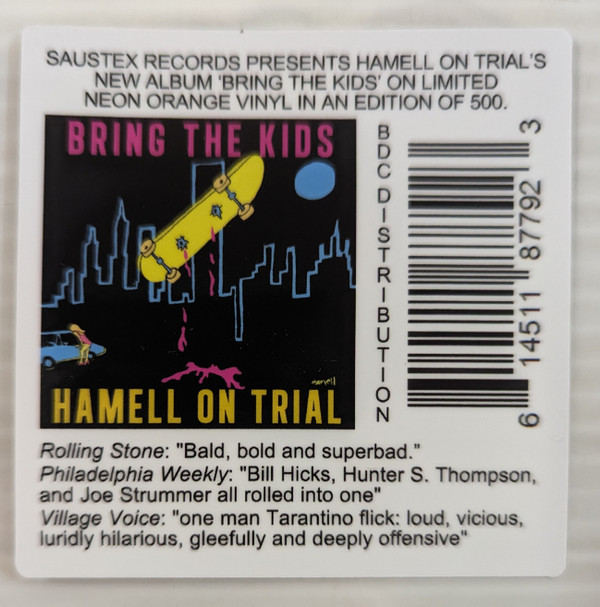 SAUSTEX RECORDS PRESENTS HAMELL ON TRIAL'S
NEW ALBUM 'BRING THE KIDS' ON LIMITED
NEON ORANGE VINYL IN AN EDITION OF 500.
BRING THE KIDS
HAMELL ON TRIAL
BDC DISTRIBUTION
6 14511 87792 3
Rolling Stone: "Bald, bold and superbad."
Philadelphia Weekly: "Bill Hicks, Hunter S. Thompson,
and Joe Strummer all rolled into one"
Village Voice: "one man Tarantino flick: loud, vicious,
luridly hilarious, gleefully and deeply offensive"